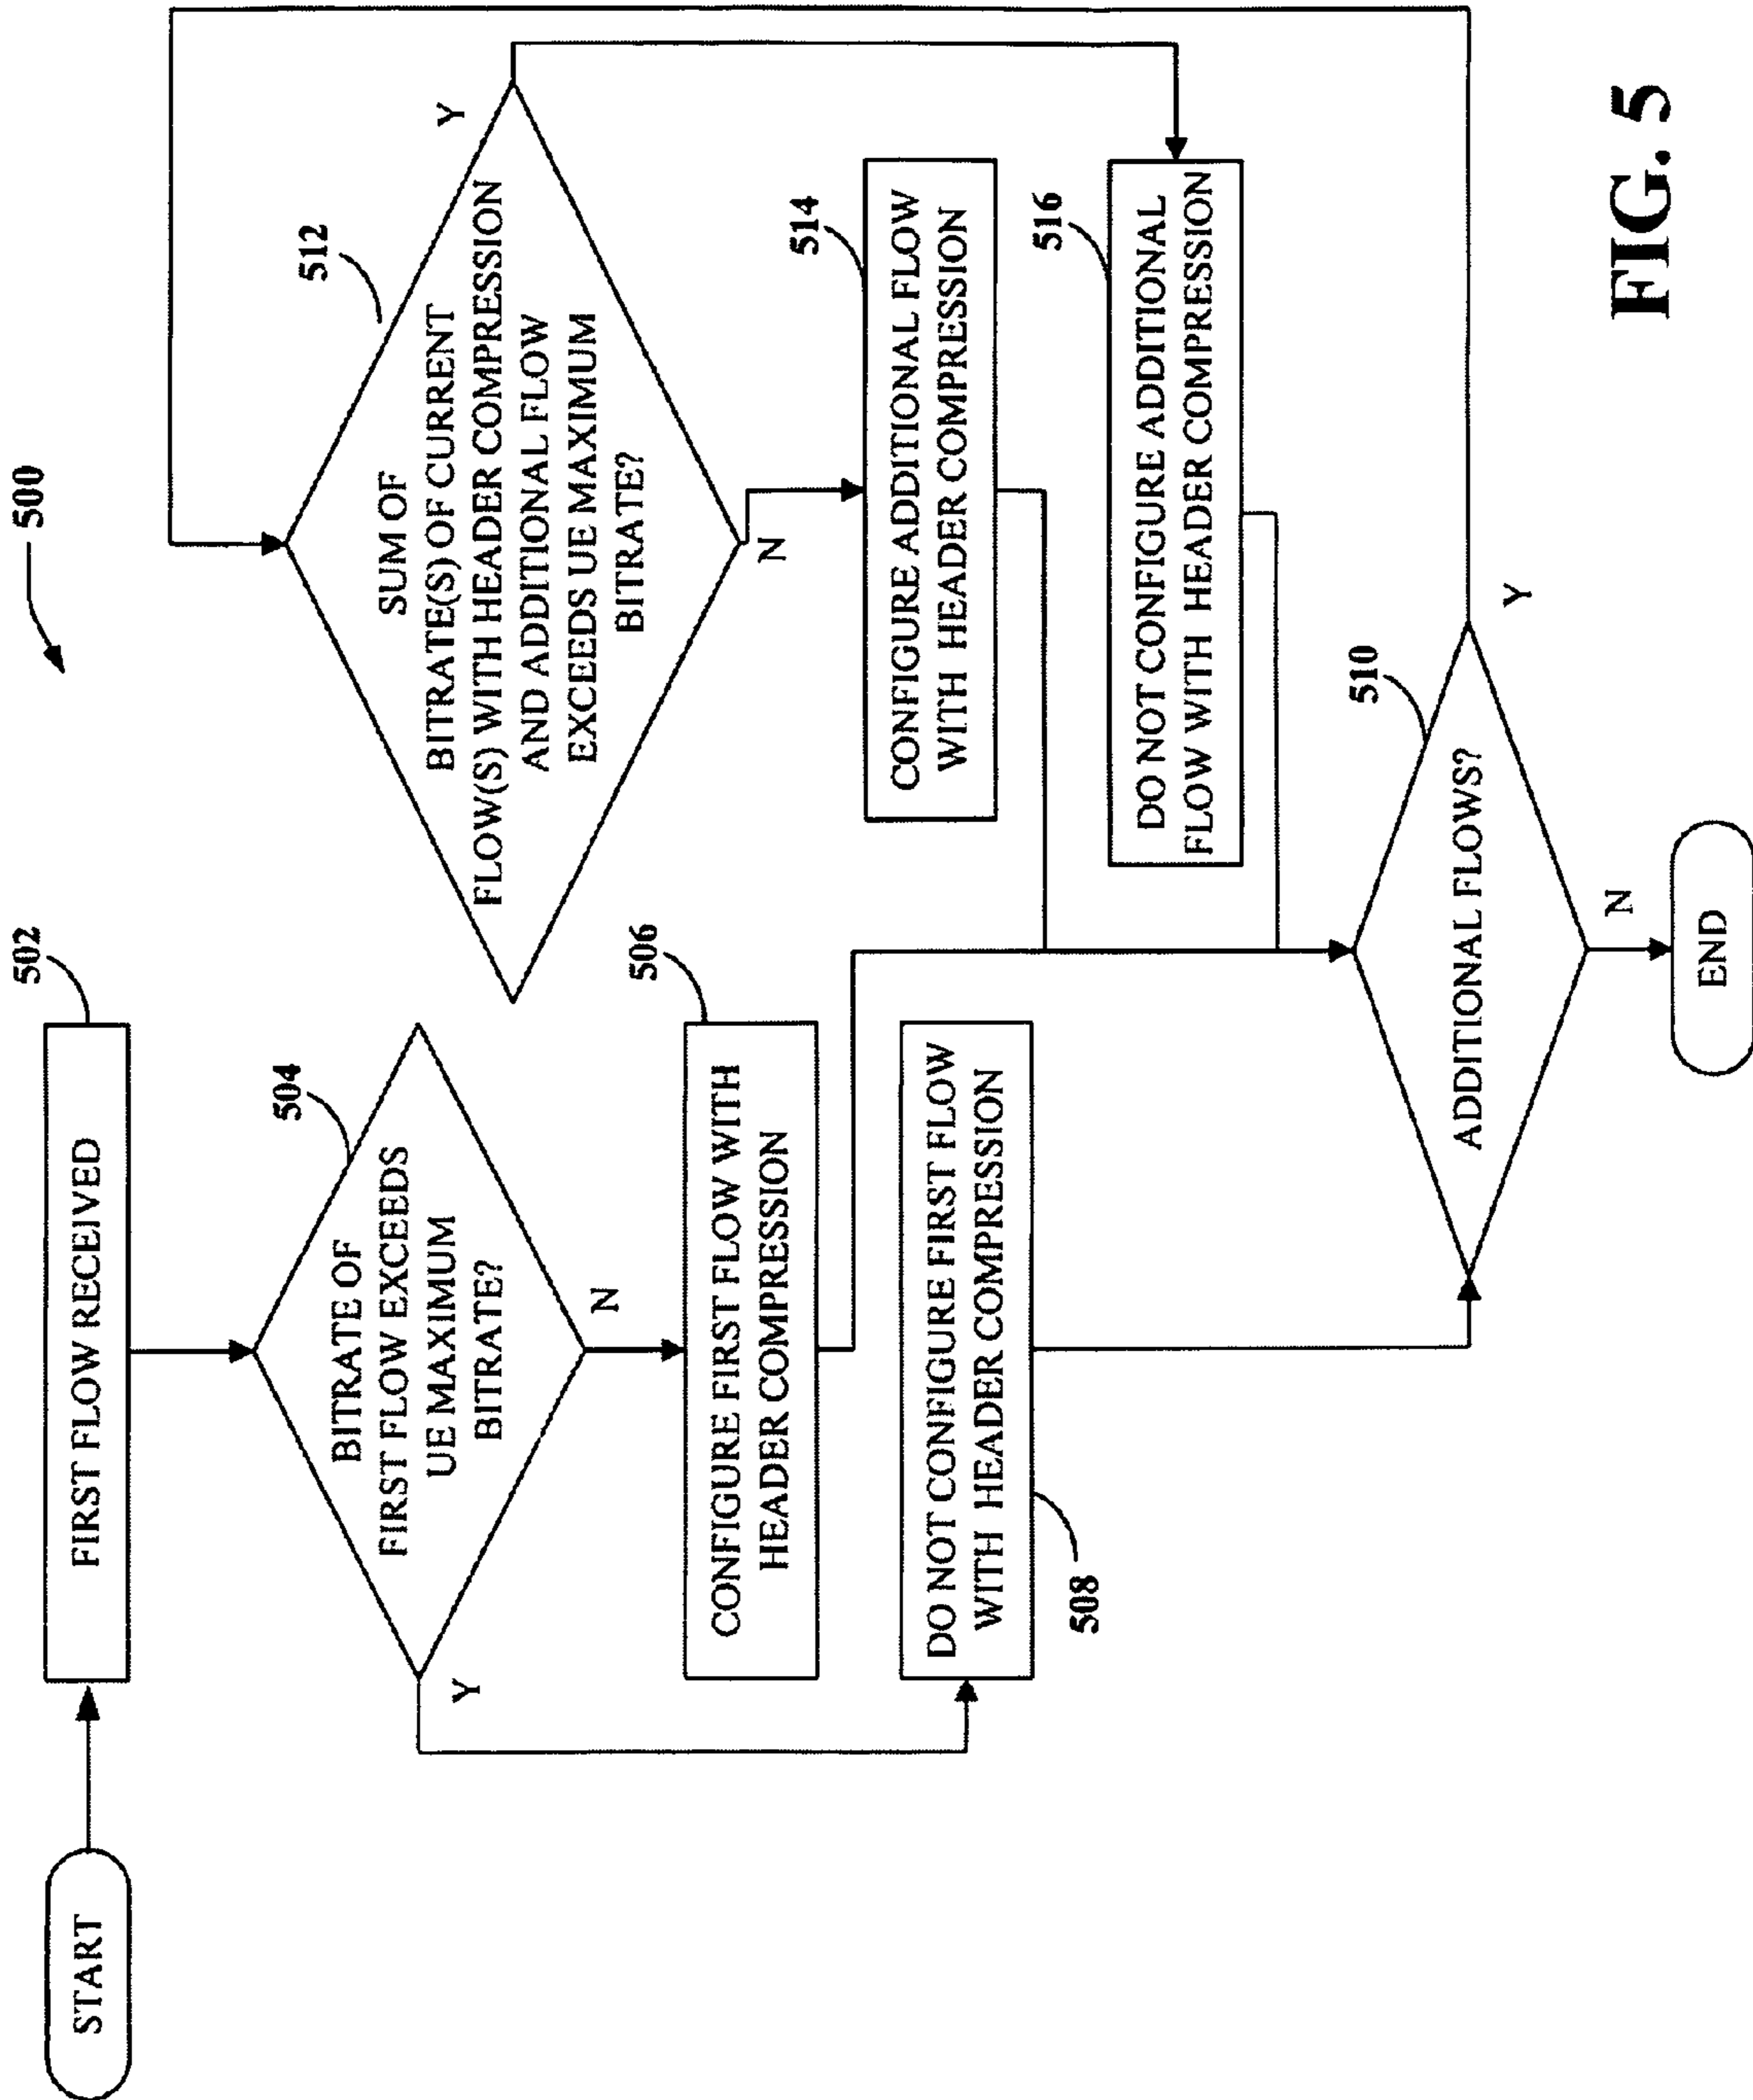 500
START
FIRST FLOW RECEIVED
502
BITRATE OF
FIRST FLOW EXCEEDS
UE MAXIMUM
BITRATE?
504
Y
N
CONFIGURE FIRST FLOW WITH
HEADER COMPRESSION
506
DO NOT CONFIGURE FIRST FLOW
WITH HEADER COMPRESSION
508
ADDITIONAL FLOWS?
510
Y
N
END
SUM OF
BITRATE(S) OF CURRENT
FLOW(S) WITH HEADER COMPRESSION
AND ADDITIONAL FLOW
EXCEEDS UE MAXIMUM
BITRATE?
512
Y
N
CONFIGURE ADDITIONAL FLOW
WITH HEADER COMPRESSION
514
DO NOT CONFIGURE ADDITIONAL
FLOW WITH HEADER COMPRESSION
516
FIG. 5